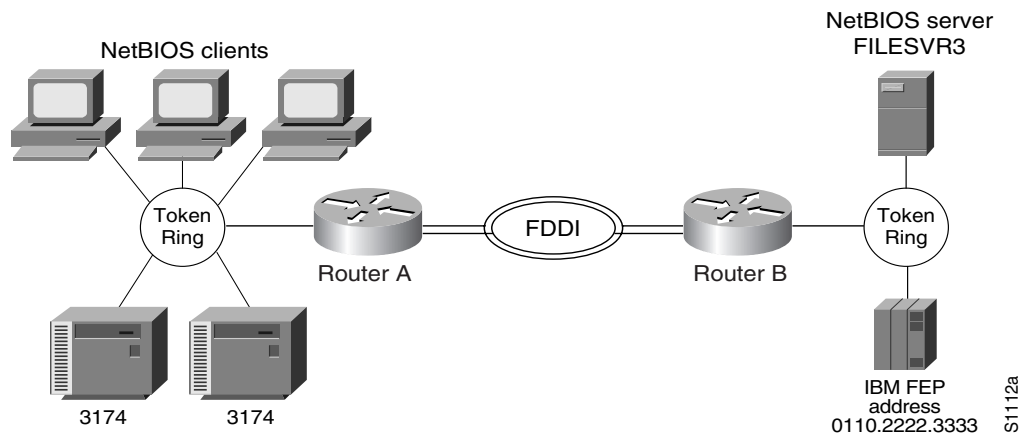 NetBIOS clients
NetBIOS server
FILESVR3
Token
Ring
Router A
FDDI
Router B
Token
Ring
3174
3174
IBM FEP
address
0110.2222.3333
S1112a